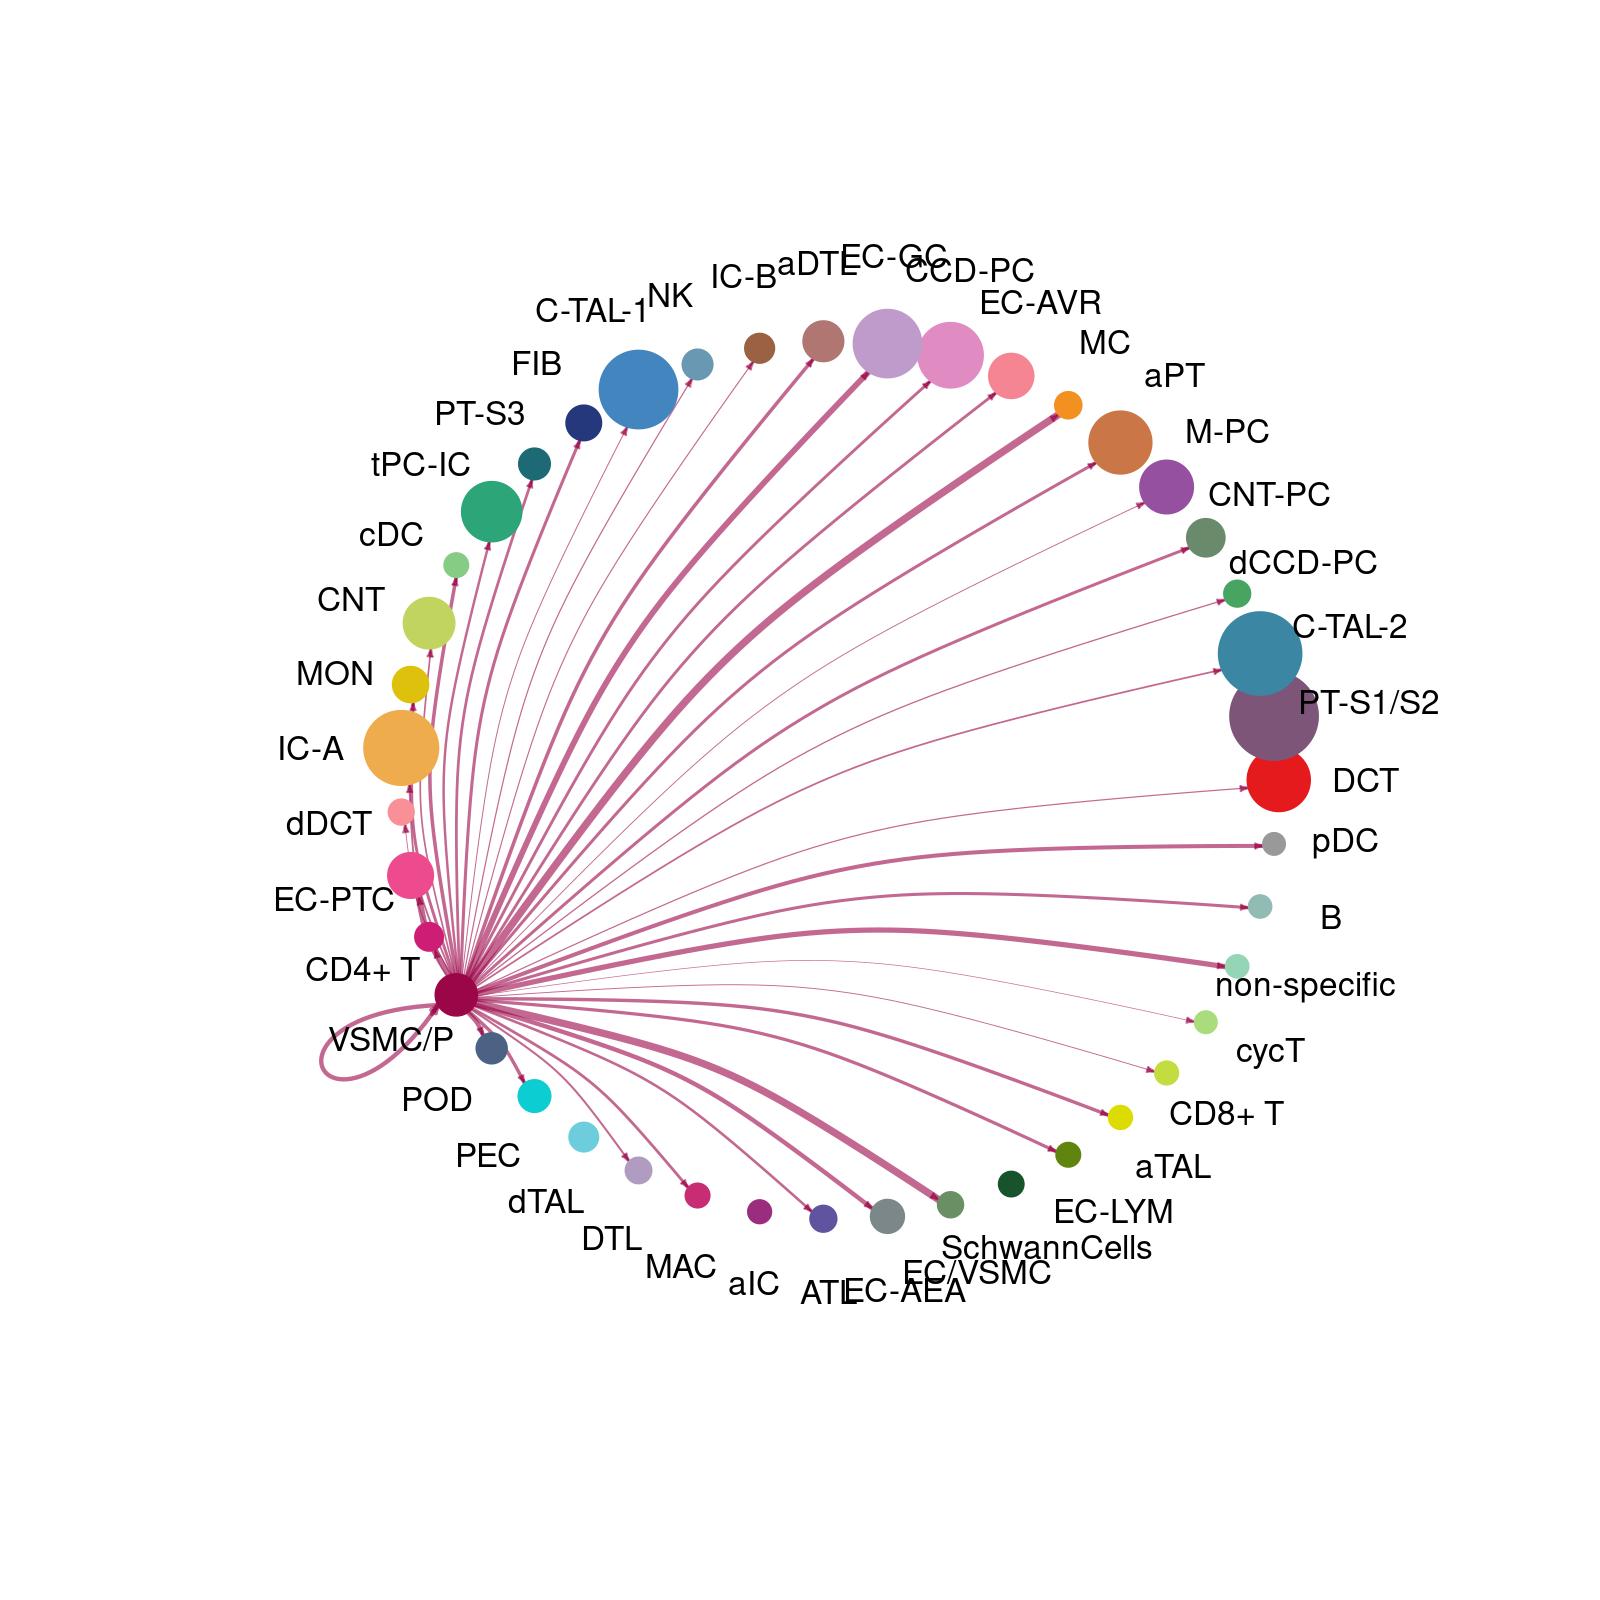 EC-GC
aDTL
CCD-PC
IC-B
NK
EC-AVR
C-TAL-1
MC
FIB
aPT
PT-S3
M-PC
tPC-IC
CNT-PC
cDC
dCCD-PC
CNT
C-TAL-2
MON
PT-S1/S2
IC-A
DCT
dDCT
pDC
EC-PTC
B
CD4+ T
non-specific
VSMC/P
cycT
POD
CD8+ T
PEC
aTAL
dTAL
EC-LYM
DTL
SchwannCells
MAC
EC/VSMC
aIC
ATL
EC-AEA